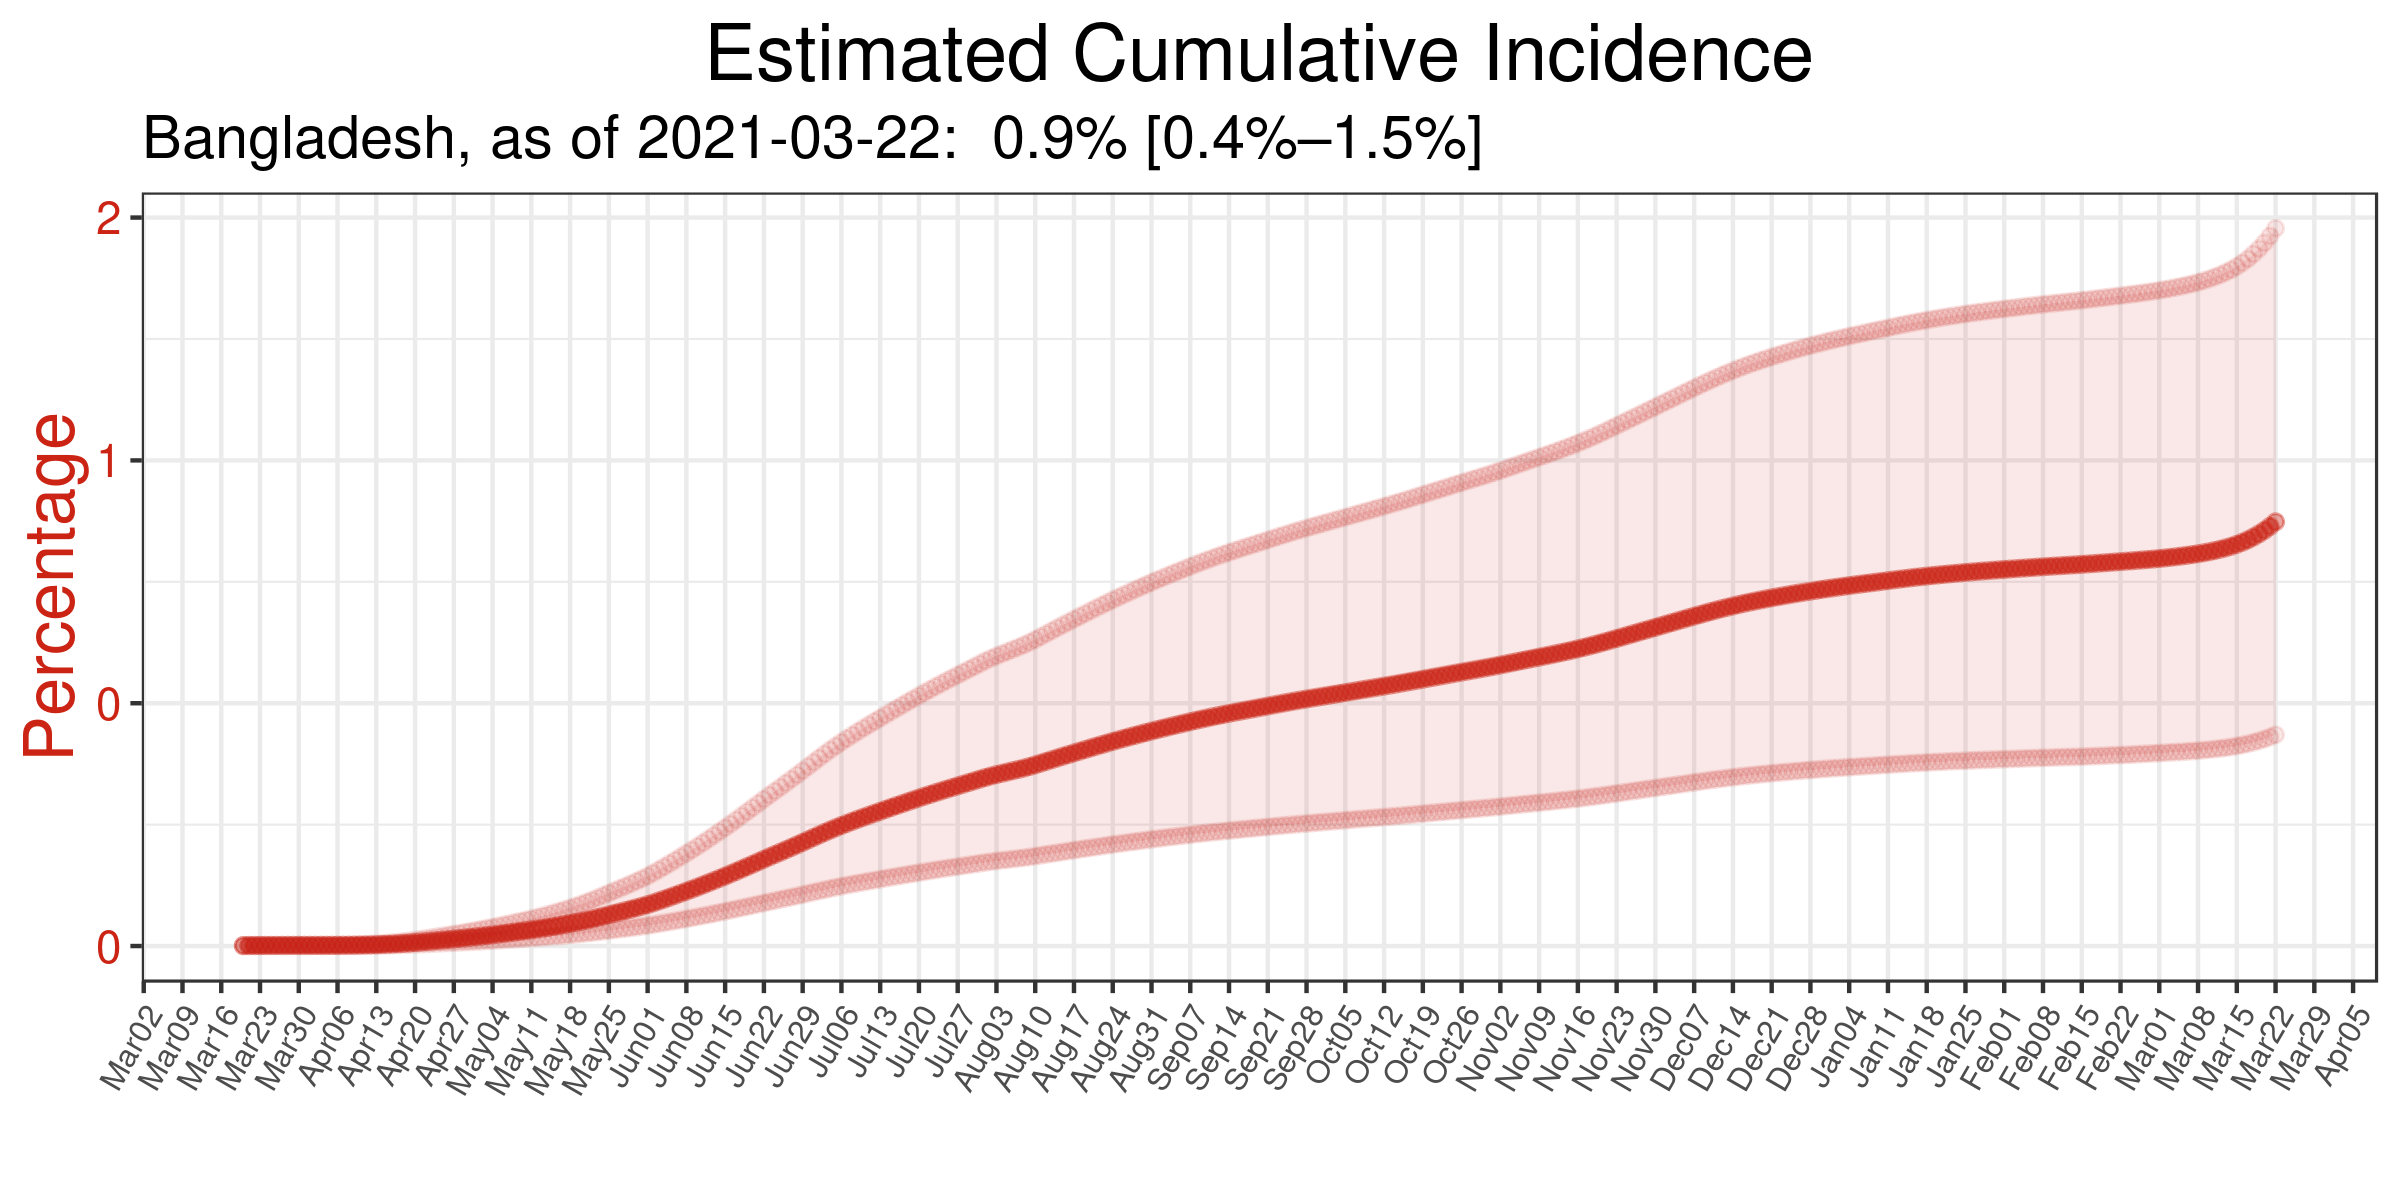 Estimated Cumulative Incidence
Bangladesh, as of 2021-03-22:  0.9% [0.4%–1.5%]
Percentage
2
1
0
0
Mar02
Mar09
Mar16
Mar23
Mar30
Apr06
Apr13
Apr20
Apr27
May04
May11
May18
May25
Jun01
Jun08
Jun15
Jun22
Jun29
Jul06
Jul13
Jul20
Jul27
Aug03
Aug10
Aug17
Aug24
Aug31
Sep07
Sep14
Sep21
Sep28
Oct05
Oct12
Oct19
Oct26
Nov02
Nov09
Nov16
Nov23
Nov30
Dec07
Dec14
Dec21
Dec28
Jan04
Jan11
Jan18
Jan25
Feb01
Feb08
Feb15
Feb22
Mar01
Mar08
Mar15
Mar22
Mar29
Apr05